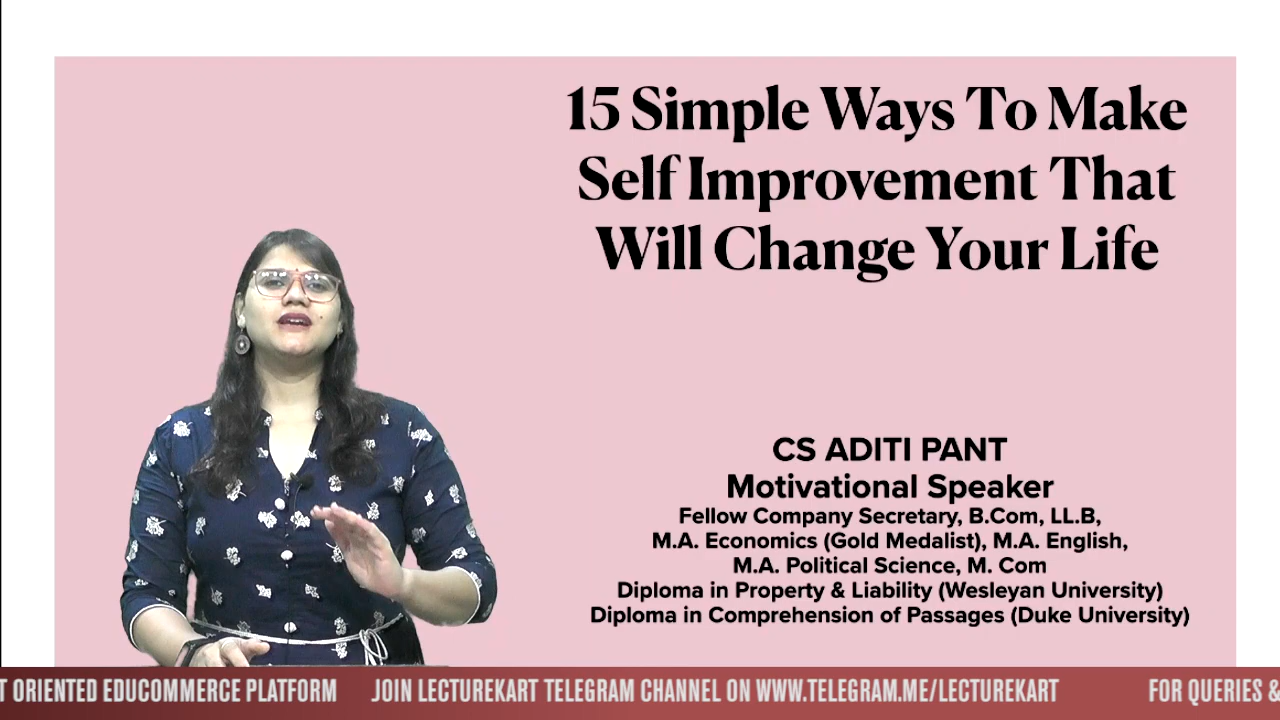 15 Simple Ways To Make
Self Improvement That
Will Change Your Life
CS ADITI PANT
Motivational Speaker
Fellow Company Secretary, B.Com, LL.B,
M.A. Economics (Gold Medalist), M.A. English,
M.A. Political Science, M. Com
Diploma in Property & Liability (Wesleyan University)
Diploma in Comprehension of Passages (Duke University)
T ORIENTED EDUCOMMERCE PLATFORM JOIN LECTUREKART TELEGRAM CHANNEL ON WWW.TELEGRAM.ME/LECTUREKART FOR QUERIES &